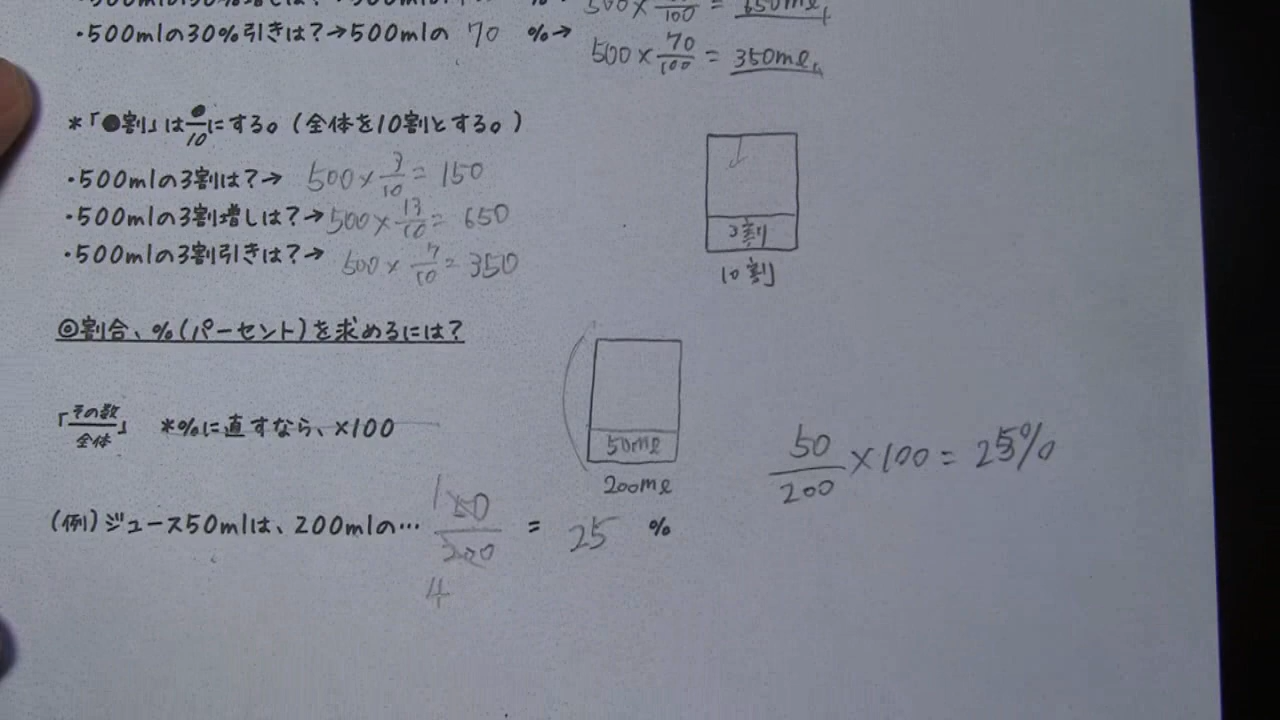 500 × /100 = 650ml
・500mlの30%引きは？→500mlの 70 %→
500 × 70/100 = 350ml
*「●割」は●/10にする。(全体を10割とする。)
・500mlの3割は？→ 500 × 3/10 = 150
・500mlの3割増しは？→ 500 × 13/10 = 650
・500mlの3割引きは？→ 500 × 7/10 = 350
3割
10割
◎割合、%(パーセント)を求めるには？
「その数/全体」 *%に直すなら、×100
50ml
200ml
50/200 × 100 = 25%
(例)ジュース50mlは、200mlの… 50/200 = 25 %
1
4